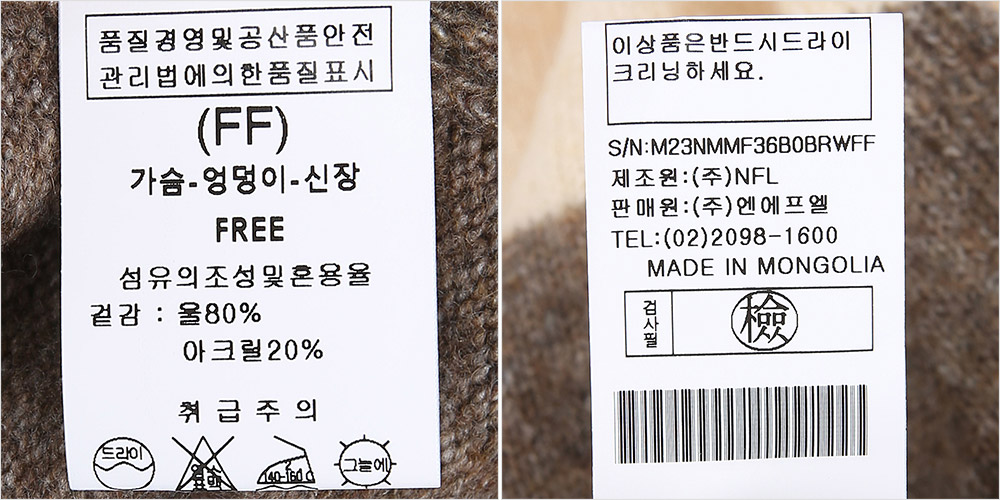 품질경영및공산품안전
관리법에의한품질표시
(FF)
가슴-엉덩이-신장
FREE
섬유의조성및혼용율
겉감 : 울80%
아크릴20%
취급주의
드라이
140-160℃
그늘에
이상품은반드시드라이
크리닝하세요.
S/N:M23NMMF36B0BRWFF
제조원:(주)NFL
판매원:(주)엔에프엘
TEL:(02)2098-1600
MADE IN MONGOLIA
검사필
檢